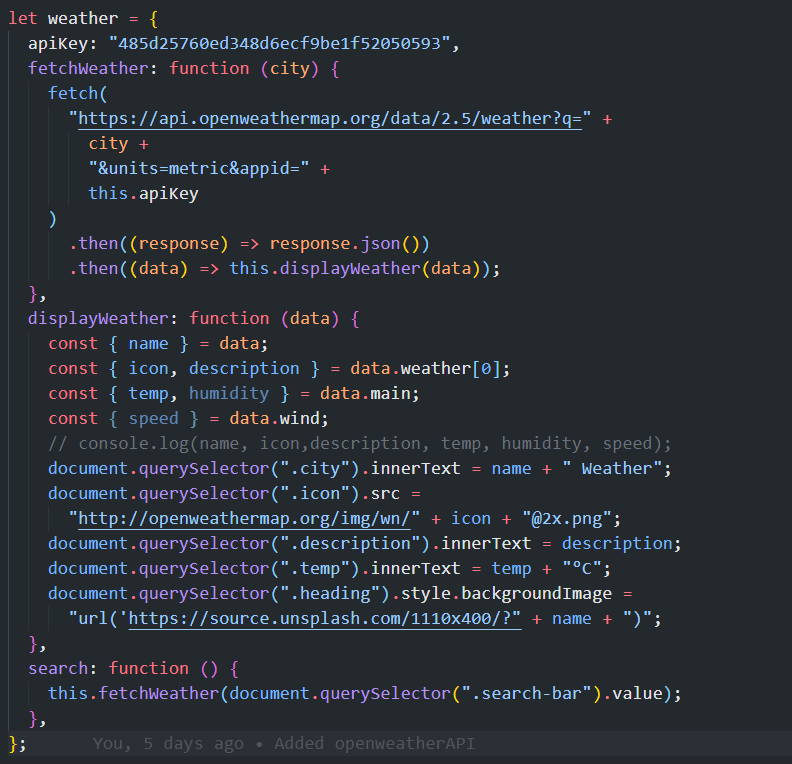 let weather = {
apiKey: "485d25760ed348d6ecf9be1f52050593",
fetchWeather: function (city) {
fetch(
"https://api.openweathermap.org/data/2.5/weather?q=" +
city +
"&units=metric&appid=" +
this.apiKey
)
.then((response) => response.json())
.then((data) => this.displayWeather(data));
},
displayWeather: function (data) {
const { name } = data;
const { icon, description } = data.weather[0];
const { temp, humidity } = data.main;
const { speed } = data.wind;
// console.log(name, icon,description, temp, humidity, speed);
document.querySelector(".city").innerText = name + " Weather";
document.querySelector(".icon").src =
"http://openweathermap.org/img/wn/" + icon + "@2x.png";
document.querySelector(".description").innerText = description;
document.querySelector(".temp").innerText = temp + "°C";
document.querySelector(".heading").style.backgroundImage =
"url('https://source.unsplash.com/1110x400/?" + name + ")";
},
search: function () {
this.fetchWeather(document.querySelector(".search-bar").value);
},
}; You, 5 days ago • Added openweatherAPI